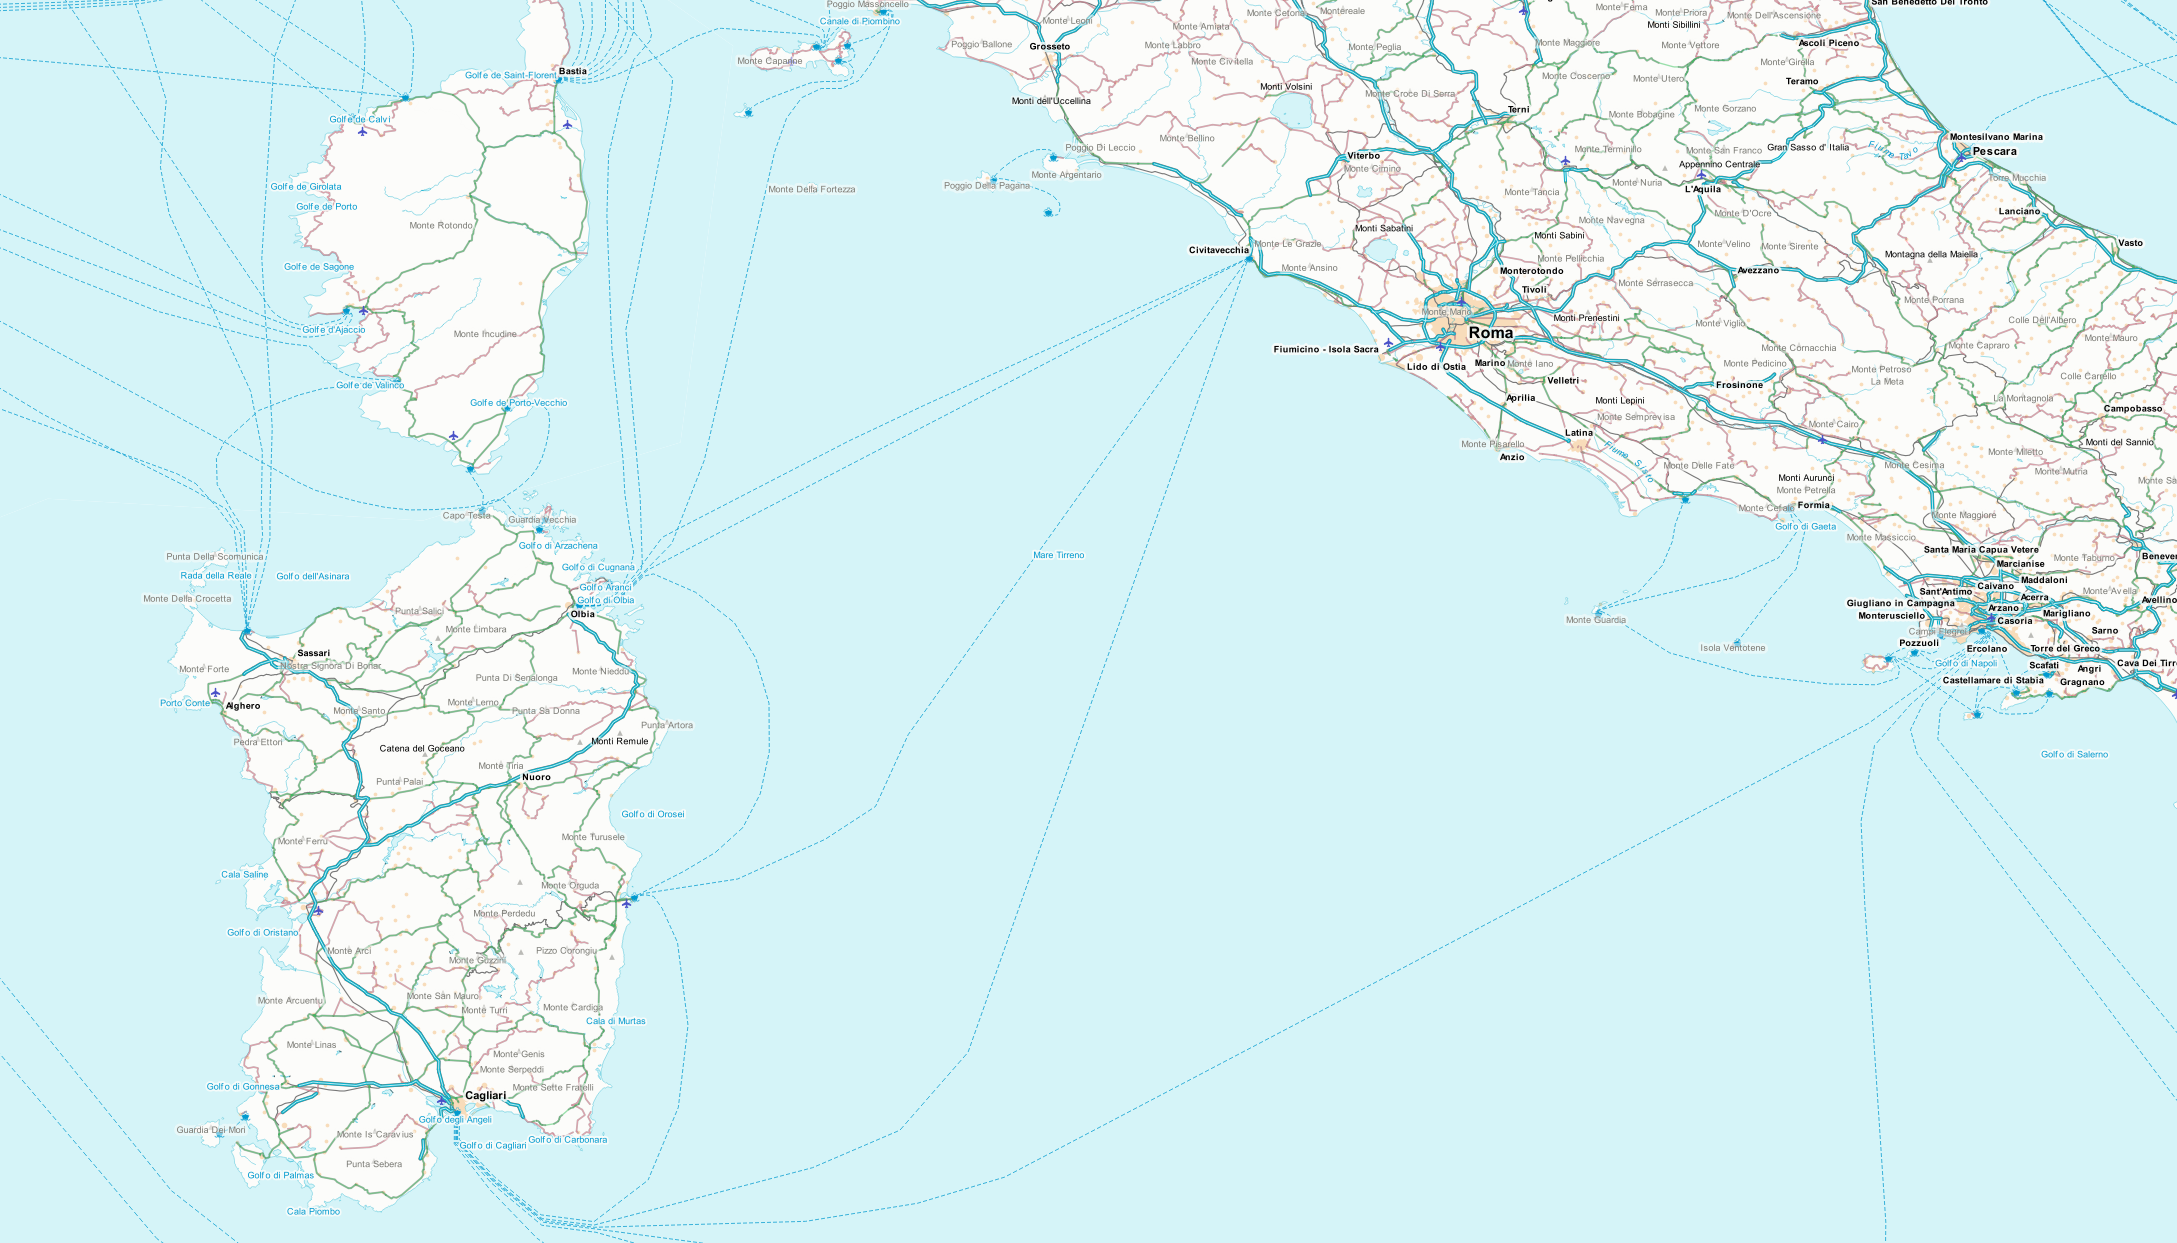 Poggio Massoncello
Canale di Piombino
Monte Capanne
Golfe de Saint-Florent
Bastia
Golfe de Calvi
Golfe de Girolata
Golfe de Porto
Monte Rotondo
Golfe de Sagone
Golfe d'Ajaccio
Monte Incudine
Golfe de Valinco
Golfe de Porto-Vecchio
Monte Della Fortezza
Monte Leoni
Grosseto
Poggio Ballone
Monti dell'Uccellina
Monte Amiata
Monte Labbro
Monte Civitella
Monte Cetona
Montereale
Monte Peglia
Monti Volsini
Monte Croce Di Serra
Monte Bellino
Poggio Di Leccio
Monte Argentario
Poggio Della Pagana
Viterbo
Monte Cimino
Terni
Monte Fema
Monte Priora
Monti Sibillini
Monte Dell'Ascensione
San Benedetto Del Tronto
Monte Maggiore
Monte Vettore
Ascoli Piceno
Monte Girella
Monte Coscerno
Monte Utero
Teramo
Monte Gorzano
Monte Bobagine
Monte Terminillo
Monte San Franco
Appennino Centrale
Gran Sasso d' Italia
Montesilvano Marina
Pescara
Torre Mucchia
Monte Nuria
L'Aquila
Monte Tancia
Lanciano
Monte D'Ocre
Monte Navegna
Monti Sabini
Monti Sabatini
Civitavecchia
Monte Le Grazie
Monte Ansino
Monte Pellicchia
Monte Velino
Monte Sirente
Vasto
Montagna della Maiella
Monterotondo
Avezzano
Monte Serrasecca
Tivoli
Monte Porrana
Monte Mario
Roma
Monti Prenestini
Monte Viglio
Colle Dell'Albero
Monte Mauro
Fiumicino - Isola Sacra
Lido di Ostia
Marino
Monte Iano
Monte Cornacchia
Monte Capraro
Monte Pedicino
Monte Petroso
La Meta
Colle Carrello
Velletri
Frosinone
Aprilia
Monti Lepini
Monte Semprevisa
La Montagnola
Campobasso
Monte Cairo
Latina
Monte Pisarello
Anzio
Fiume Sisto
Monti del Sannio
Monte Miletto
Monte Mutria
Monte Delle Fate
Monte Cesima
Monti Aurunci
Monte Petrella
Monte Cefalo
Formia
Golfo di Gaeta
Monte Maggiore
Monte Massiccio
Santa Maria Capua Vetere
Marcianise
Monte Taburno
Maddaloni
Caivano
Sant'Antimo
Acerra
Monte Avella
Avellino
Giugliano in Campagna
Arzano
Marigliano
Monterusciello
Casoria
Campi Flegrei
Sarno
Pozzuoli
Ercolano
Torre del Greco
Golfo di Napoli
Scafati
Angri
Castellamare di Stabia
Gragnano
Golfo di Salerno
Monte Guardia
Isola Ventotene
Mare Tirreno
Capo Testa
Guardia Vecchia
Golfo di Arzachena
Golfo di Cugnana
Golfo Aranci
Golfo di Olbia
Olbia
Punta Della Scomunica
Rada della Reale
Golfo dell'Asinara
Monte Della Crocetta
Punta Salici
Monte Limbara
Sassari
Nostra Signora Di Bonar
Monte Forte
Monte Nieddu
Punta Di Senalonga
Porto Conte
Alghero
Monte Santo
Monte Lerno
Punta Sa Donna
Punta Artora
Pedra Ettori
Catena del Goceano
Monti Remule
Monte Tiria
Nuoro
Punta Palai
Golfo di Orosei
Monte Ferru
Monte Turusele
Cala Saline
Monte Orguda
Monte Perdedu
Golfo di Oristano
Monte Arci
Pizzo Corongiu
Monte Guzzini
Monte Arcuentu
Monte San Mauro
Monte Turri
Monte Cardiga
Cala di Murtas
Monte Linas
Monte Genis
Monte Serpeddi
Golfo di Gonnesa
Monte Sette Fratelli
Cagliari
Golfo degli Angeli
Guardia Dei Mori
Monte Is Caravius
Golfo di Cagliari
Golfo di Carbonara
Punta Sebera
Golfo di Palmas
Cala Piombo